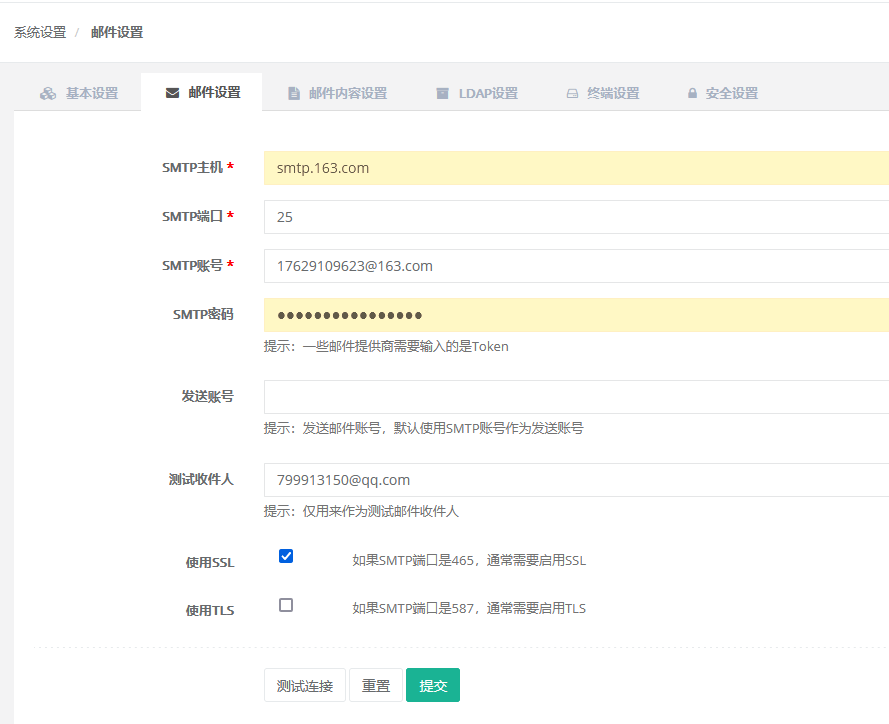 系统设置 / 邮件设置
基本设置 邮件设置 邮件内容设置 LDAP设置 终端设置 安全设置
SMTP主机 * smtp.163.com
SMTP端口 * 25
SMTP账号 * 17629109623@163.com
SMTP密码 ●●●●●●●●●●●●●●●●
提示：一些邮件提供商需要输入的是Token
发送账号
提示：发送邮件账号，默认使用SMTP账号作为发送账号
测试收件人 799913150@qq.com
提示：仅用来作为测试邮件收件人
使用SSL 如果SMTP端口是465，通常需要启用SSL
使用TLS 如果SMTP端口是587，通常需要启用TLS
测试连接 重置 提交